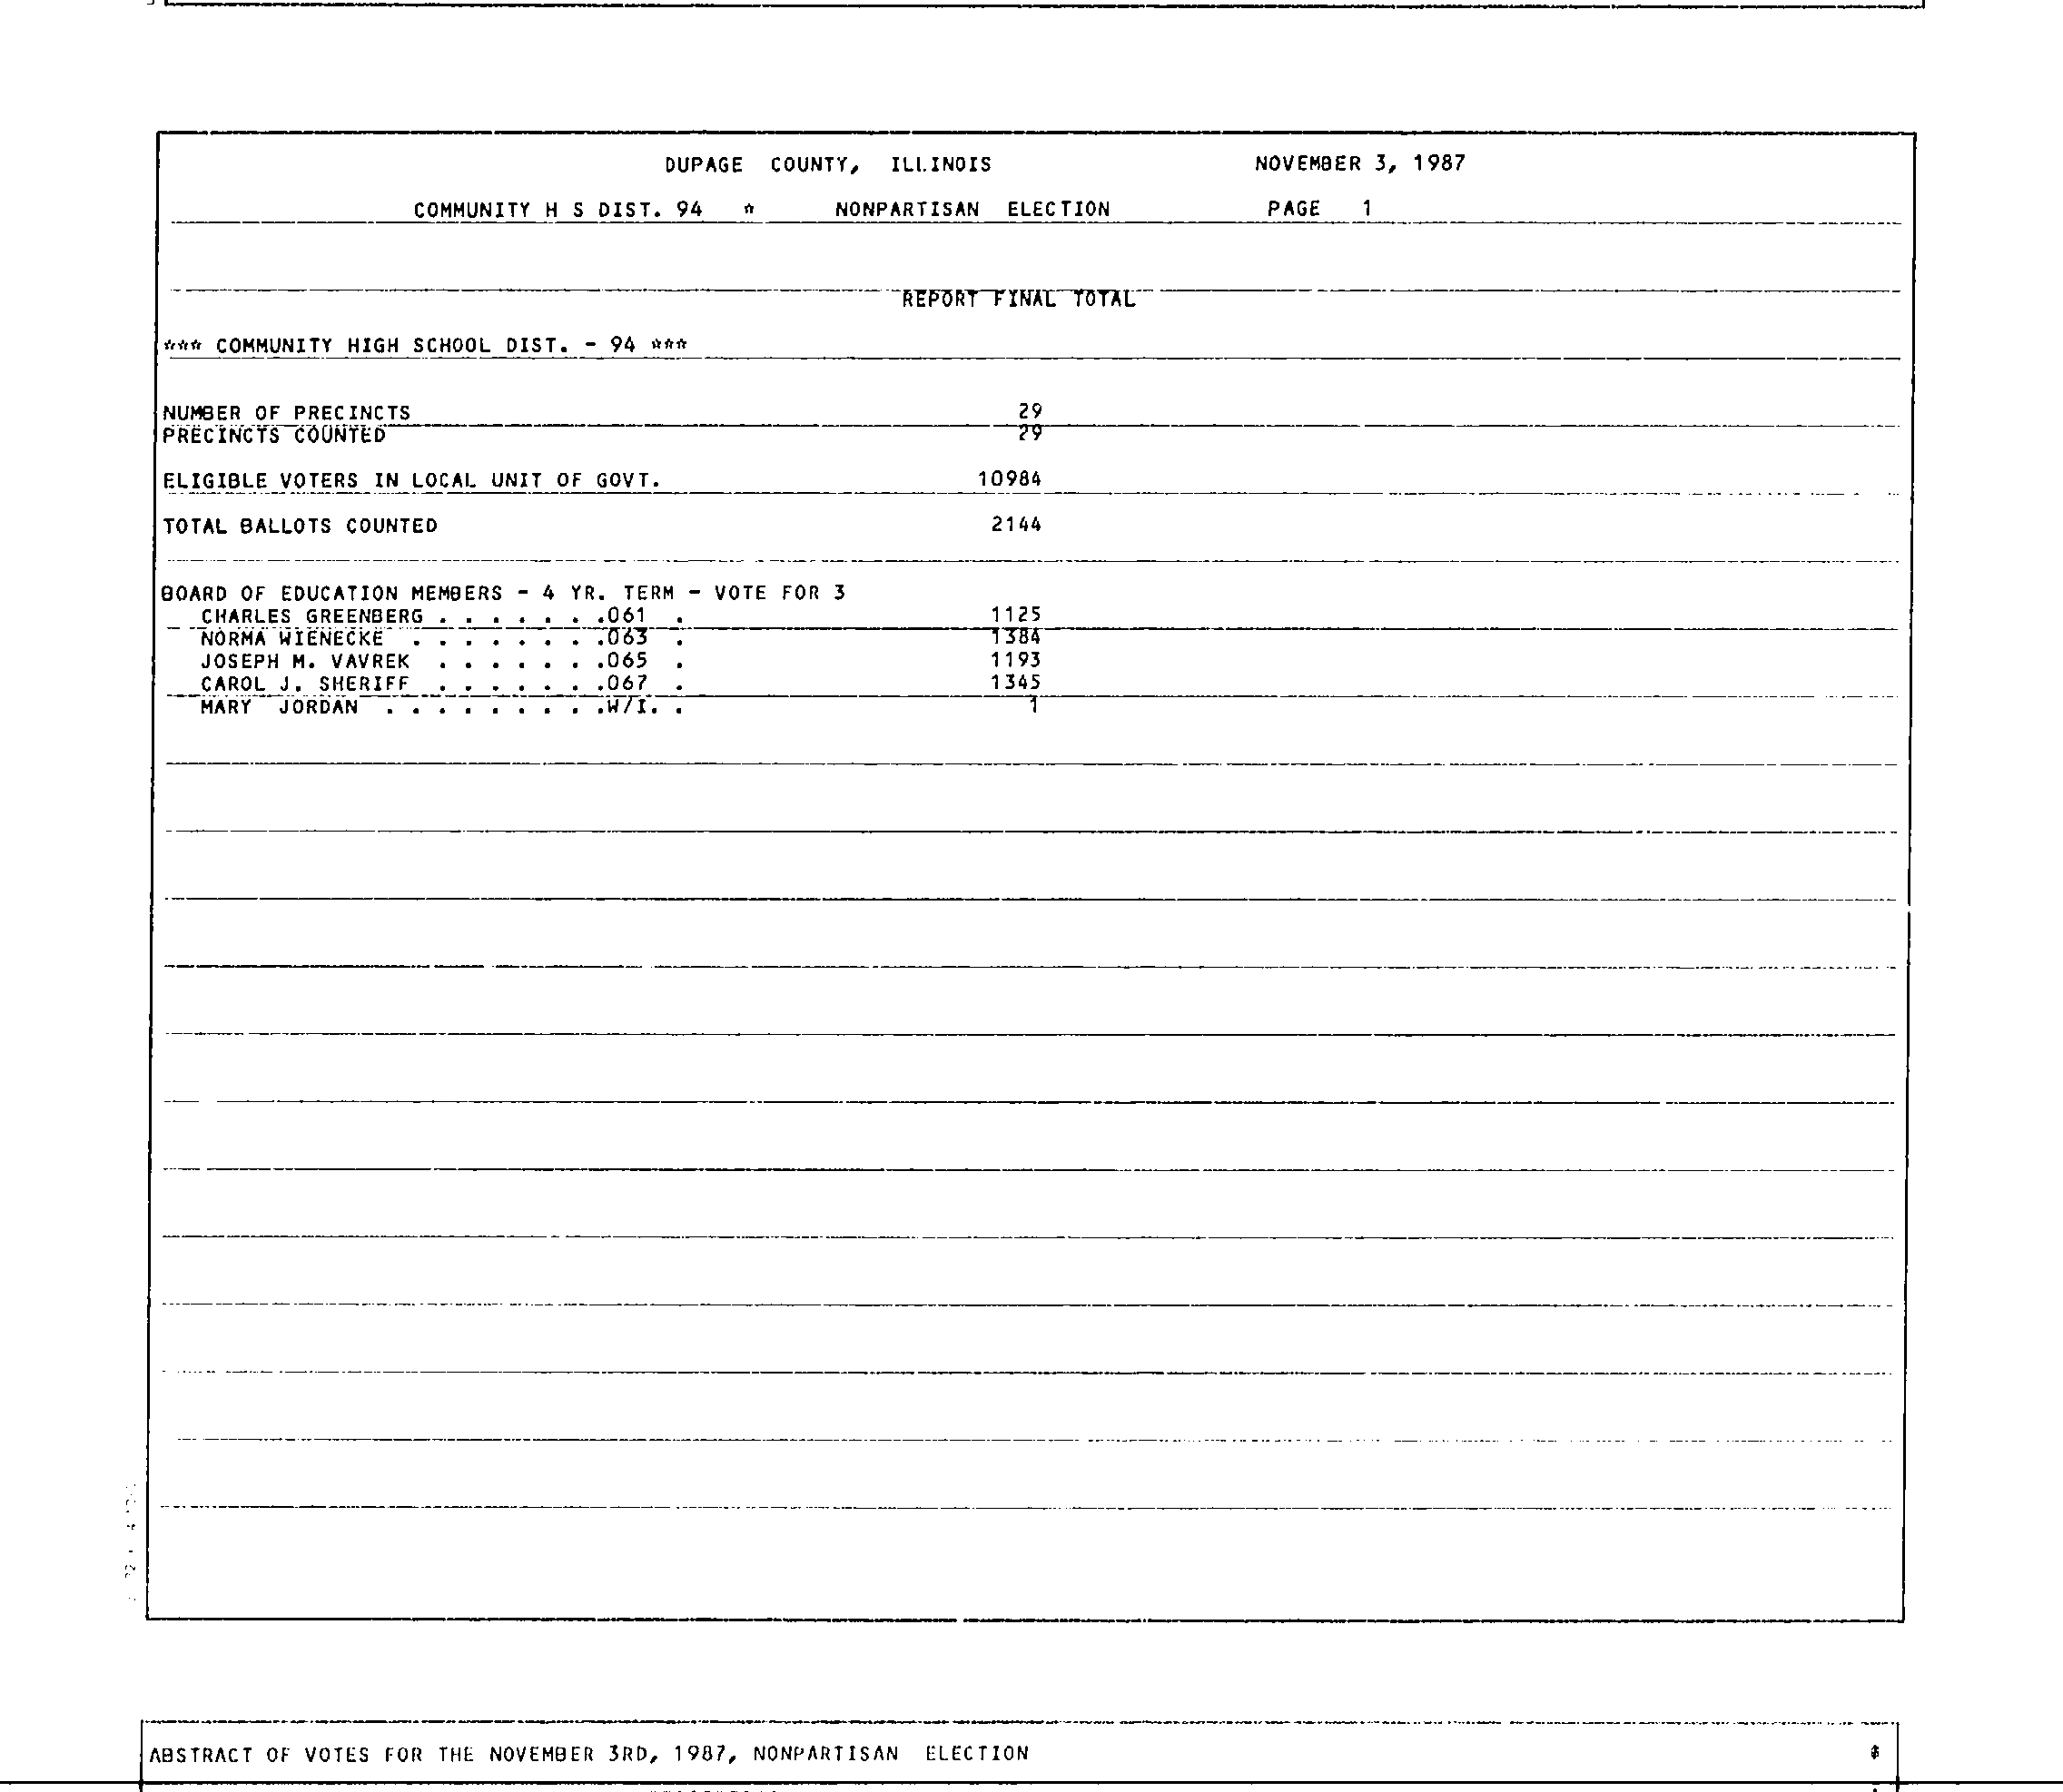 DUPAGE COUNTY, ILLINOIS NOVEMBER 3, 1987
COMMUNITY H S DIST. 94 * NONPARTISAN ELECTION PAGE 1
REPORT FINAL TOTAL
*** COMMUNITY HIGH SCHOOL DIST. - 94 ***
NUMBER OF PRECINCTS 29
PRECINCTS COUNTED 29
ELIGIBLE VOTERS IN LOCAL UNIT OF GOVT. 10984
TOTAL BALLOTS COUNTED 2144
BOARD OF EDUCATION MEMBERS - 4 YR. TERM - VOTE FOR 3
CHARLES GREENBERG . . . . . . .061 . 1125
NORMA WIENECKE . . . . . . . .063 . 1384
JOSEPH M. VAVREK . . . . . . .065 . 1193
CAROL J. SHERIFF . . . . . . .067 . 1345
MARY JORDAN . . . . . . . . .W/I. . 1
ABSTRACT OF VOTES FOR THE NOVEMBER 3RD, 1987, NONPARTISAN ELECTION